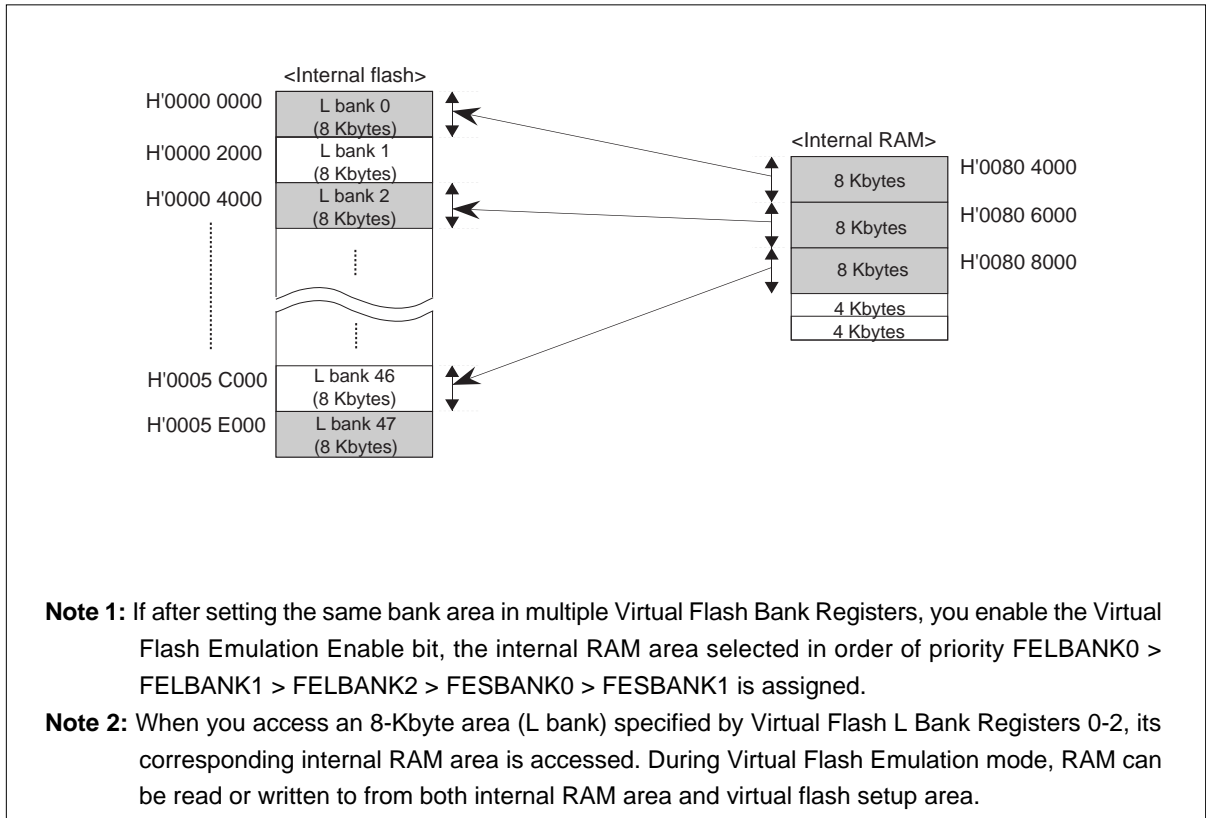 <Internal flash>
H'0000 0000
L bank 0
(8 Kbytes)
H'0000 2000
L bank 1
(8 Kbytes)
H'0000 4000
L bank 2
(8 Kbytes)
H'0005 C000
L bank 46
(8 Kbytes)
H'0005 E000
L bank 47
(8 Kbytes)
<Internal RAM>
8 Kbytes
H'0080 4000
8 Kbytes
H'0080 6000
8 Kbytes
H'0080 8000
4 Kbytes
4 Kbytes
Note 1: If after setting the same bank area in multiple Virtual Flash Bank Registers, you enable the Virtual
Flash Emulation Enable bit, the internal RAM area selected in order of priority FELBANK0 >
FELBANK1 > FELBANK2 > FESBANK0 > FESBANK1 is assigned.
Note 2: When you access an 8-Kbyte area (L bank) specified by Virtual Flash L Bank Registers 0-2, its
corresponding internal RAM area is accessed. During Virtual Flash Emulation mode, RAM can
be read or written to from both internal RAM area and virtual flash setup area.